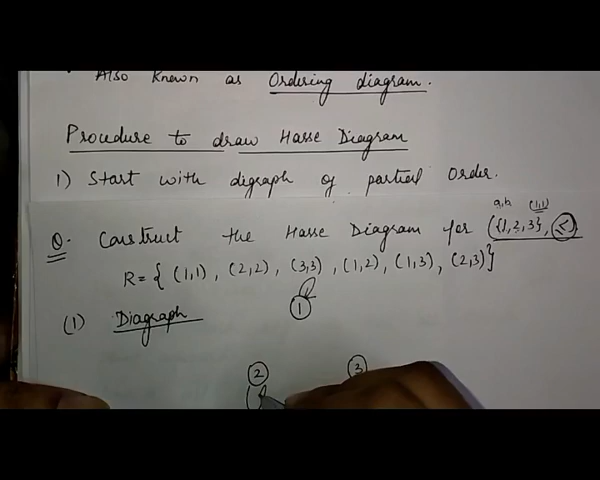 Also Known as Ordering diagram.
Procedure to draw Hasse Diagram
1) Start with digraph of partial Order.
a,b (1,1)
Q. Construct the Hasse Diagram for ({1,2,3}, ≤)
R = { (1,1) , (2,2) , (3,3) , (1,2) , (1,3) , (2,3) }
(1) Diagraph
1
2 3